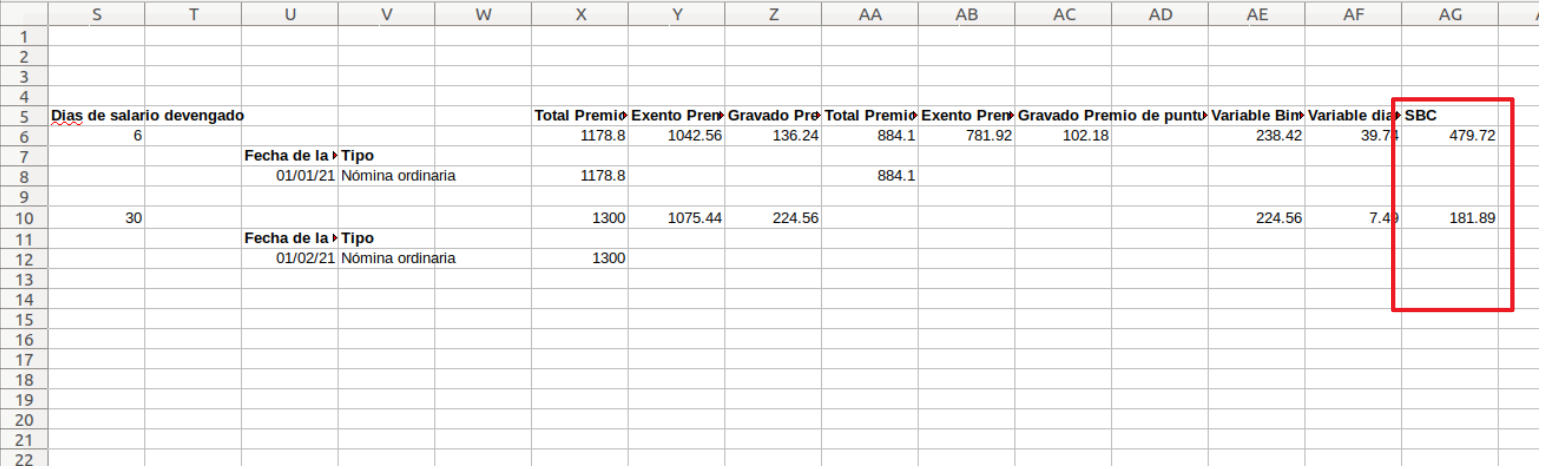 S T U V W X Y Z AA AB AC AD AE AF AG
1
2
3
4
5 Dias de salario devengado Total Premio Exento Prem Gravado Pre Total Premio Exento Prem Gravado Premio de puntu Variable Bim Variable dia SBC
6 6 1178.8 1042.56 136.24 884.1 781.92 102.18 238.42 39.74 479.72
7 Fecha de la Tipo
8 01/01/21 Nómina ordinaria 1178.8 884.1
9
10 30 1300 1075.44 224.56 224.56 7.49 181.89
11 Fecha de la Tipo
12 01/02/21 Nómina ordinaria 1300
13
14
15
16
17
18
19
20
21
22